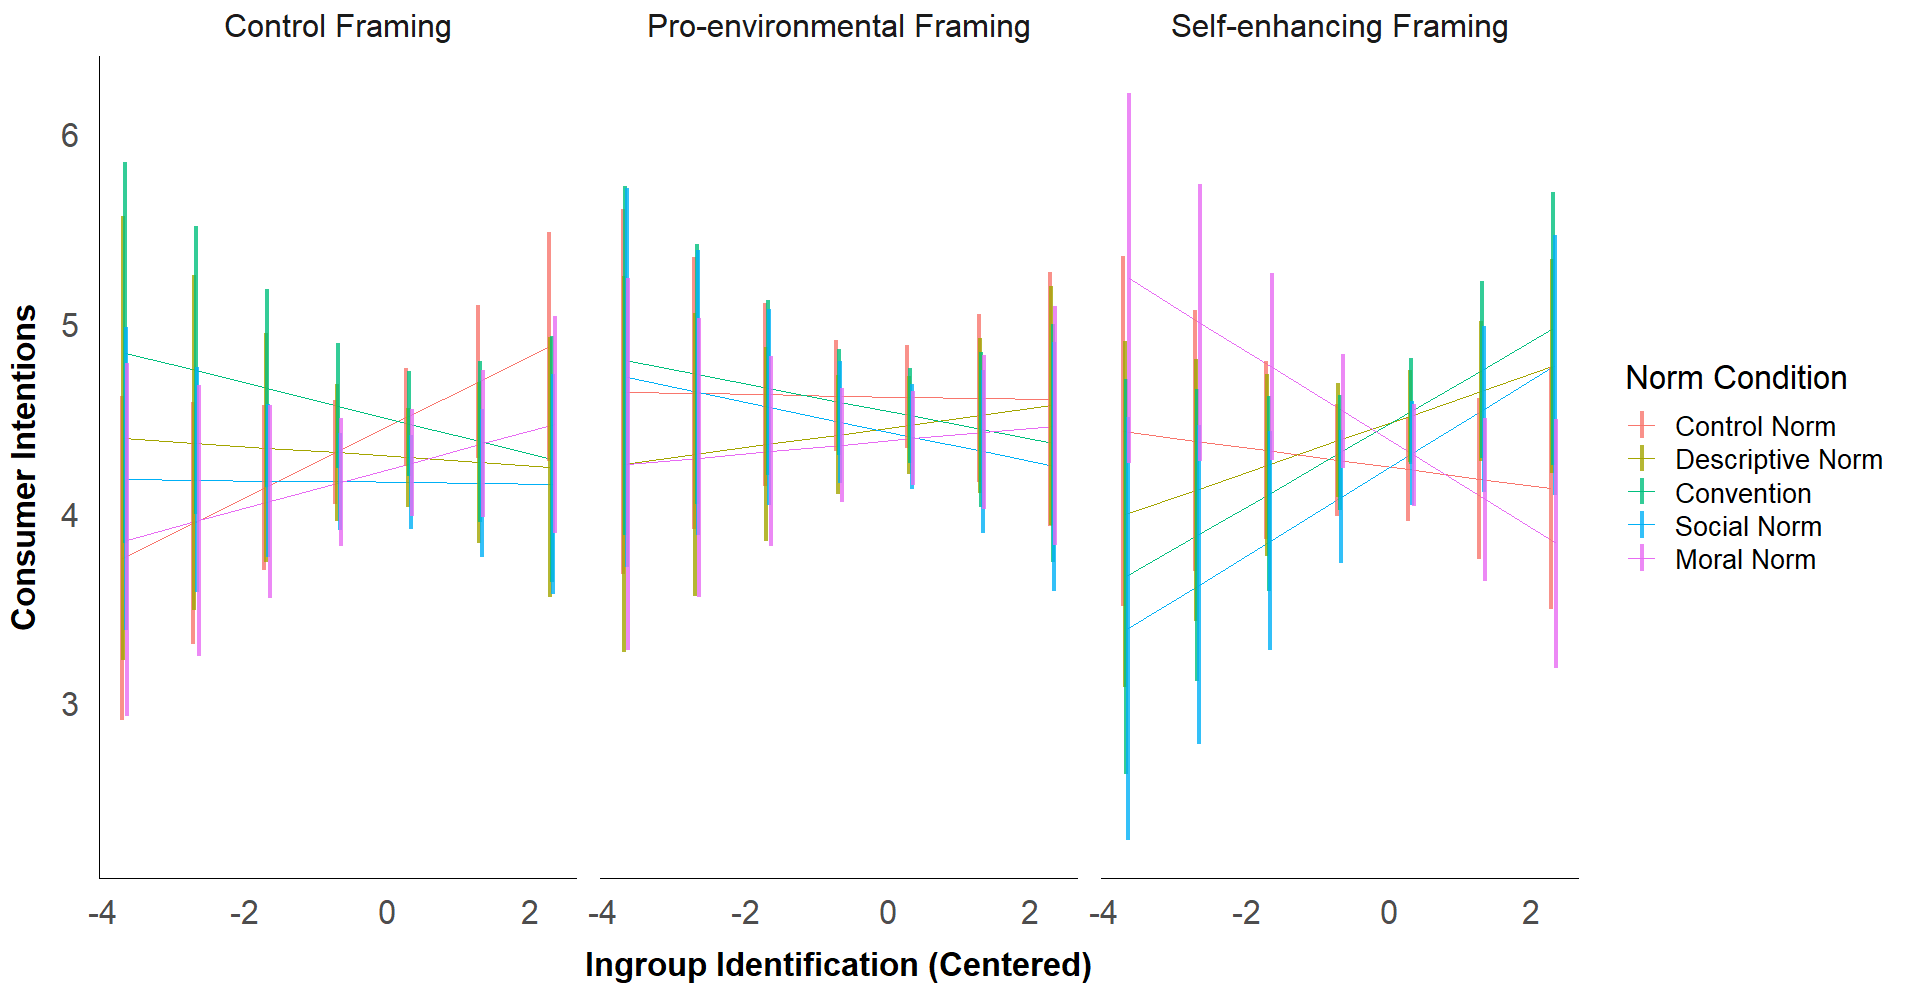 Control Framing
Pro-environmental Framing
Self-enhancing Framing
Consumer Intentions
6
5
4
3
-4 -2 0 2
-4 -2 0 2
-4 -2 0 2
Ingroup Identification (Centered)
Norm Condition
Control Norm
Descriptive Norm
Convention
Social Norm
Moral Norm